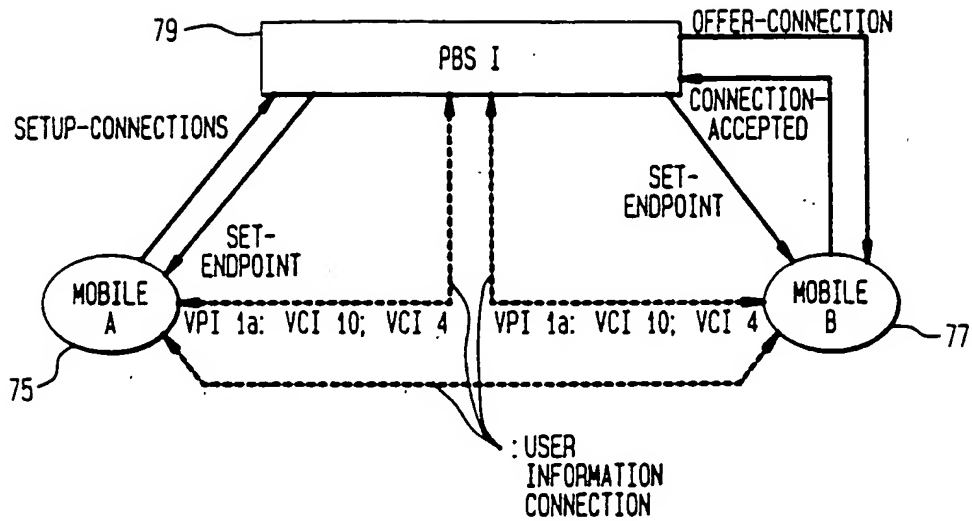 79
PBS I
OFFER-CONNECTION
SETUP-CONNECTIONS
CONNECTION-
ACCEPTED
SET-
ENDPOINT
SET-
ENDPOINT
MOBILE
A
MOBILE
B
VPI 1a: VCI 10; VCI 4
VPI 1a: VCI 10; VCI 4
75
77
: USER
INFORMATION
CONNECTION